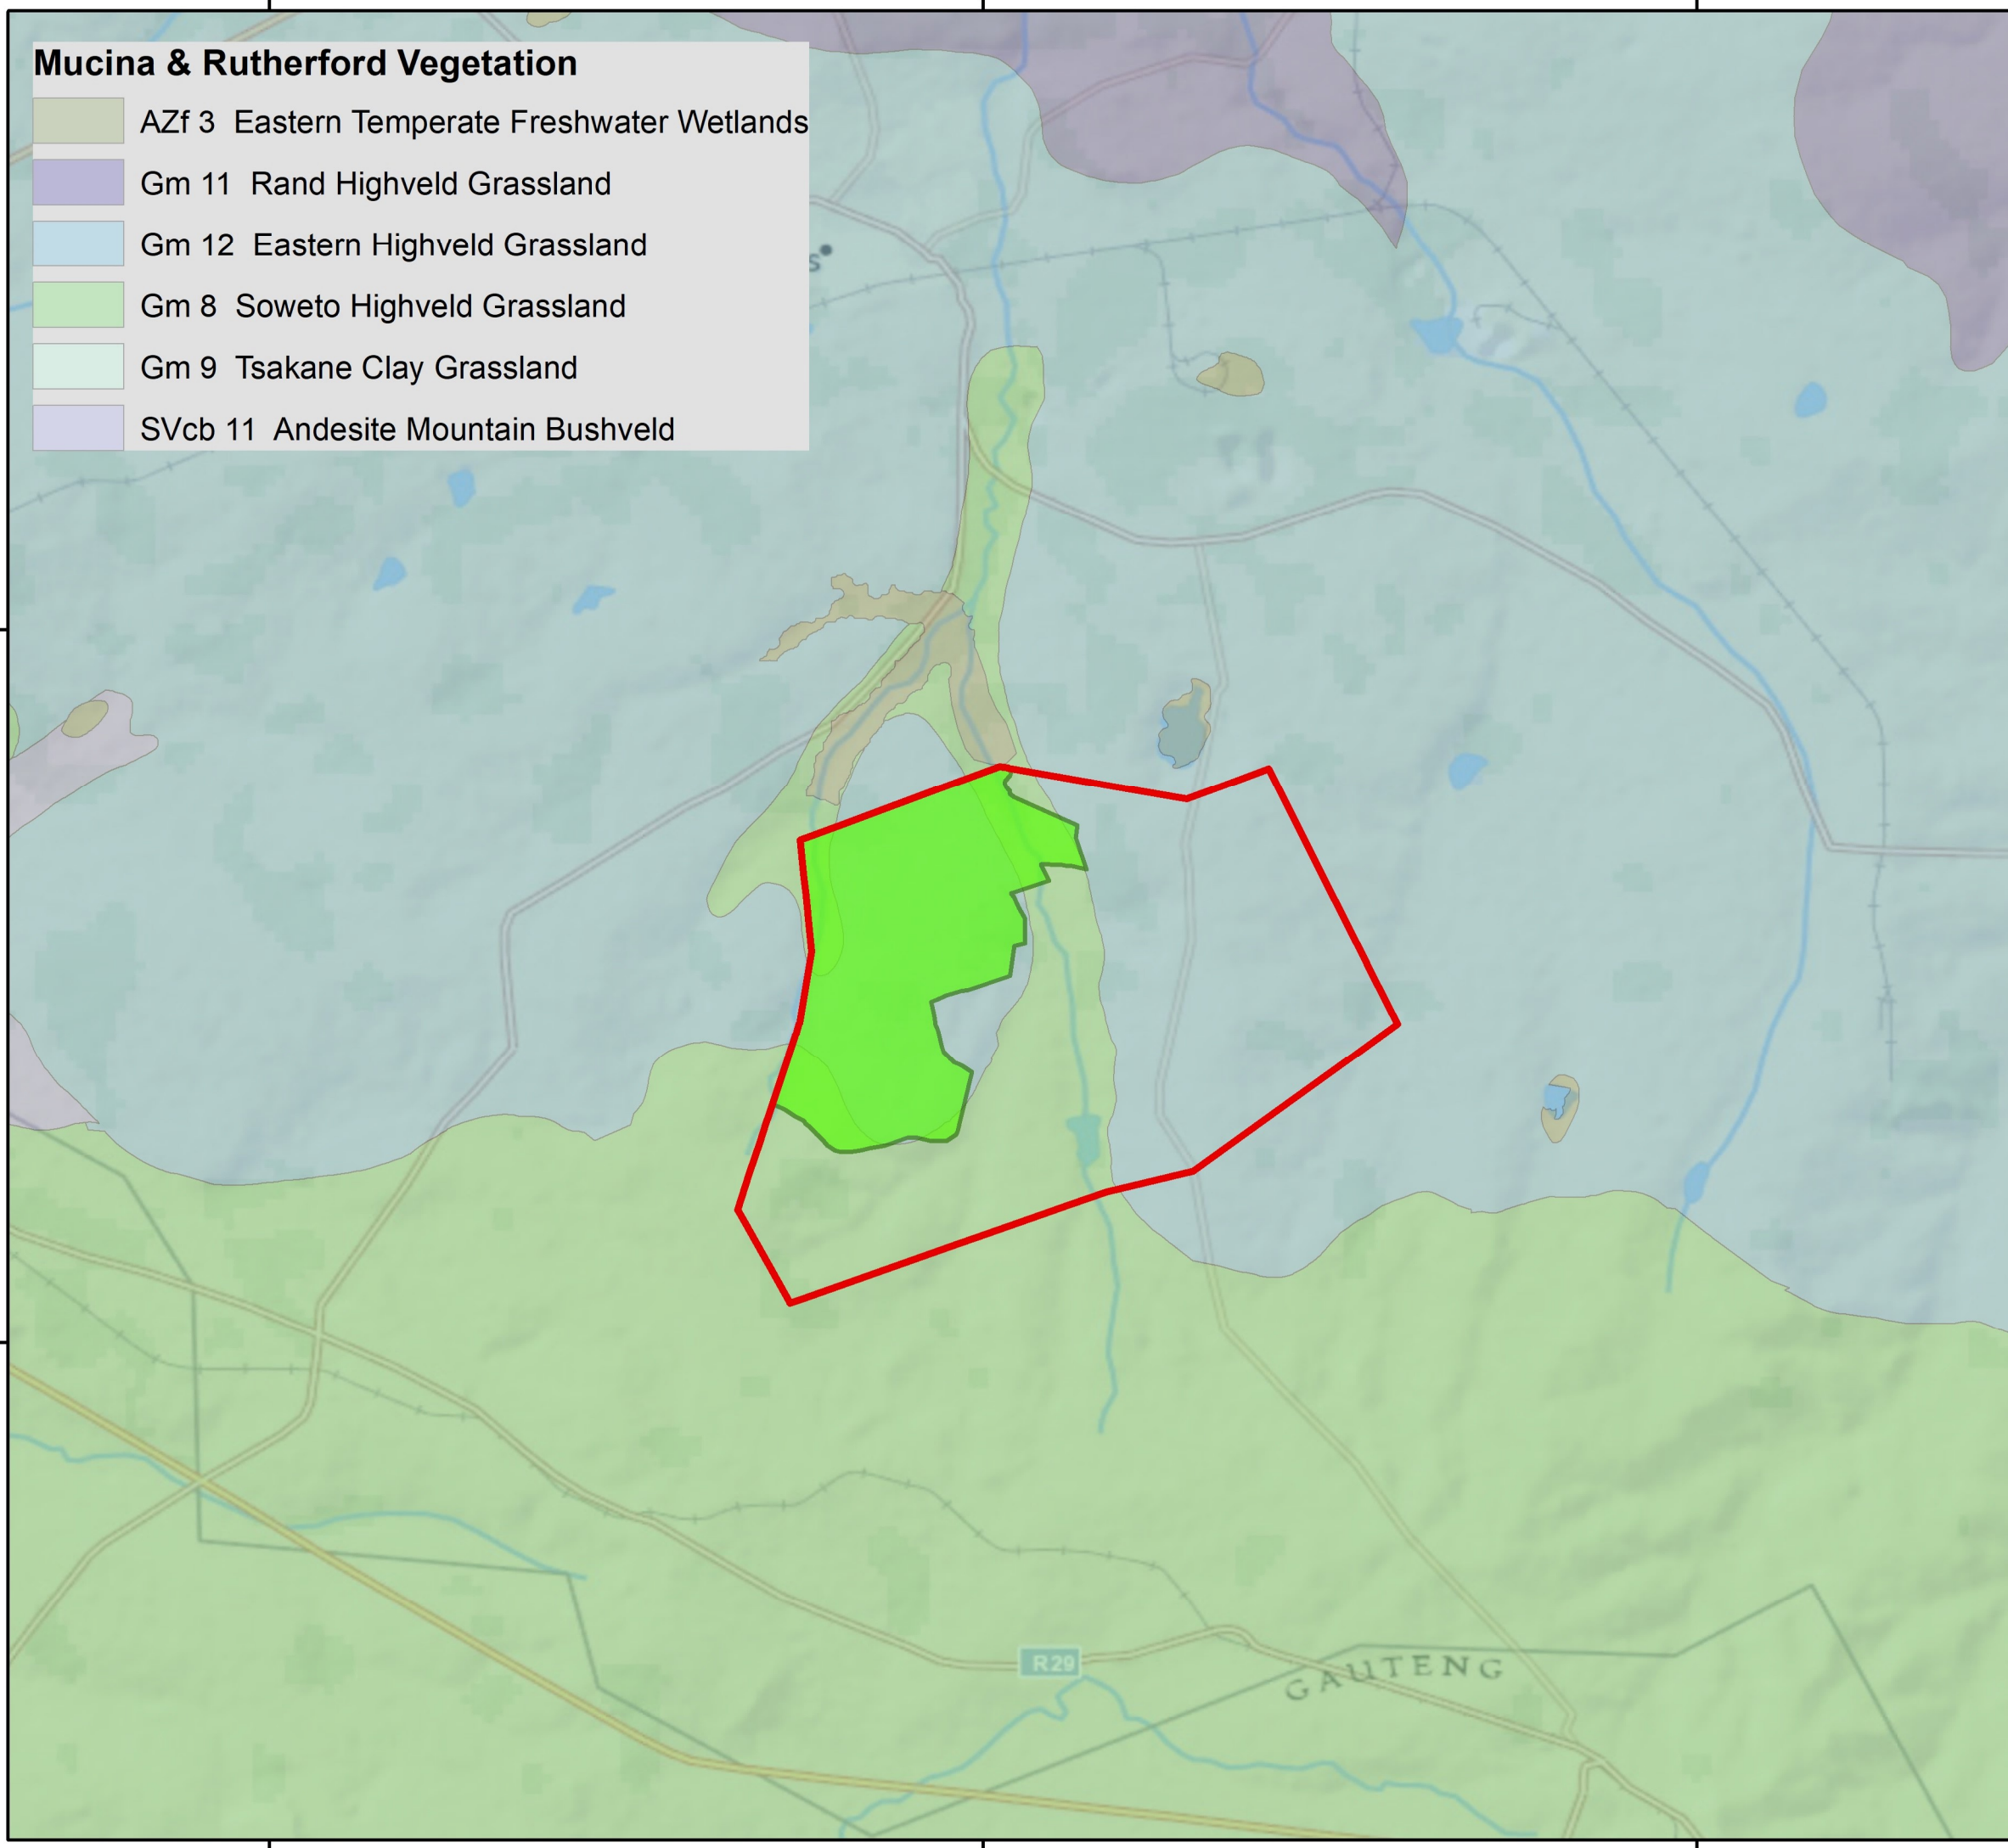 Mucina & Rutherford Vegetation
AZf 3 Eastern Temperate Freshwater Wetlands
Gm 11 Rand Highveld Grassland
Gm 12 Eastern Highveld Grassland
Gm 8 Soweto Highveld Grassland
Gm 9 Tsakane Clay Grassland
SVcb 11 Andesite Mountain Bushveld
R29
GAUTENG